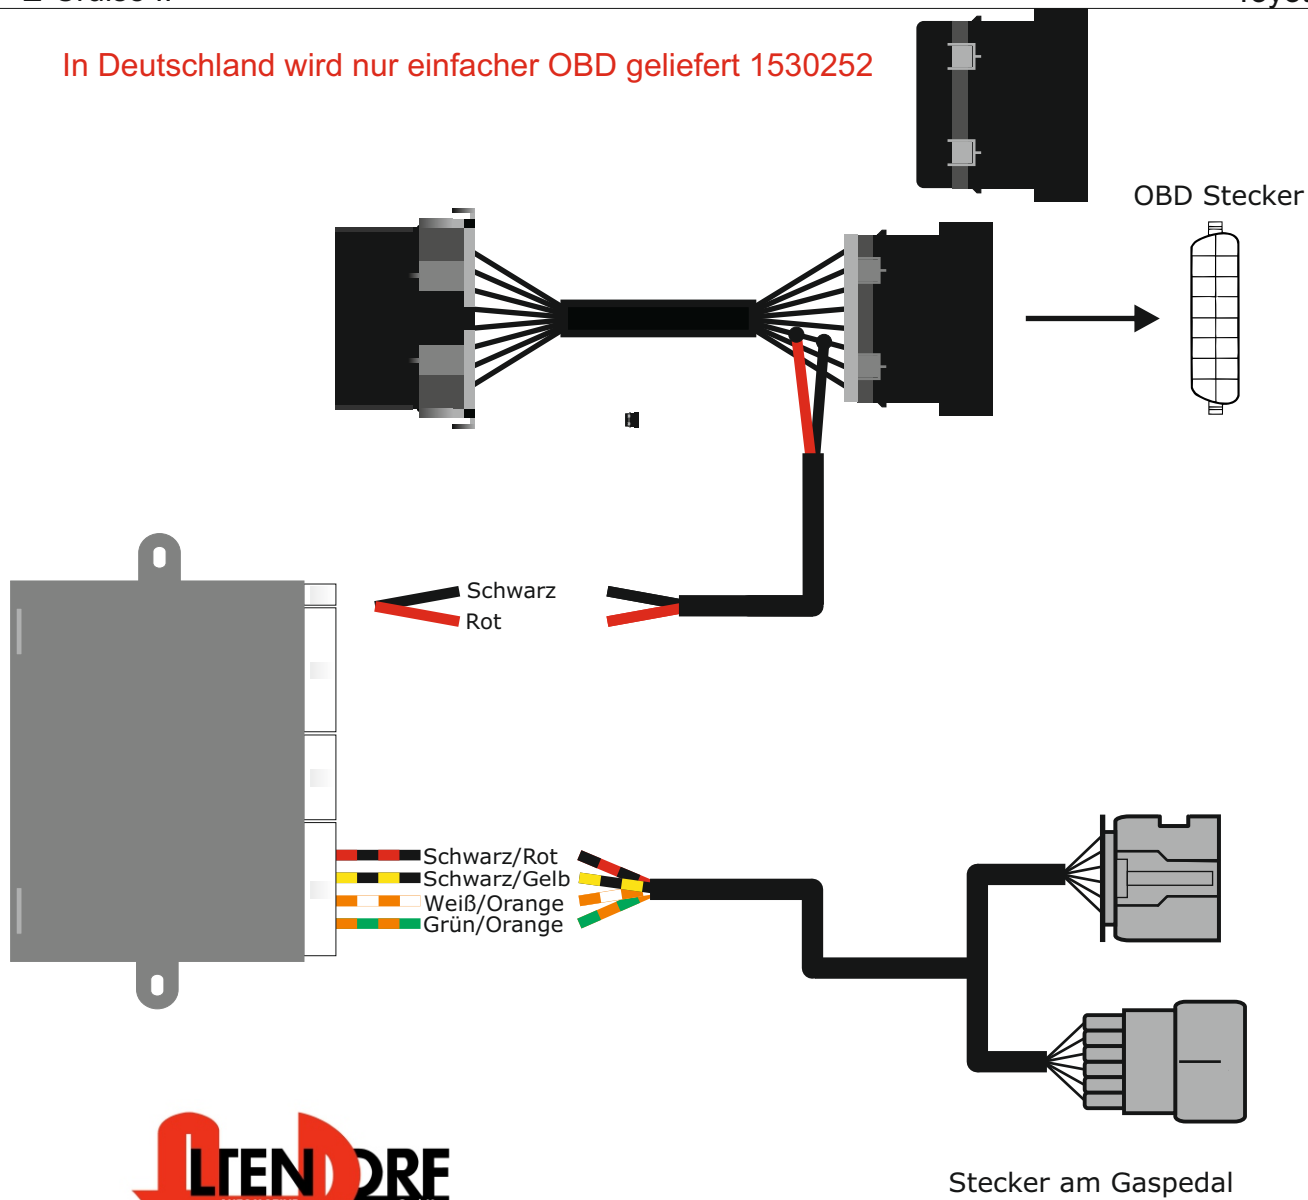 In Deutschland wird nur einfacher OBD geliefert 1530252
OBD Stecker
Schwarz
Rot
Schwarz/Rot
Schwarz/Gelb
Weiß/Orange
Grün/Orange
ALTENDORF
Stecker am Gaspedal